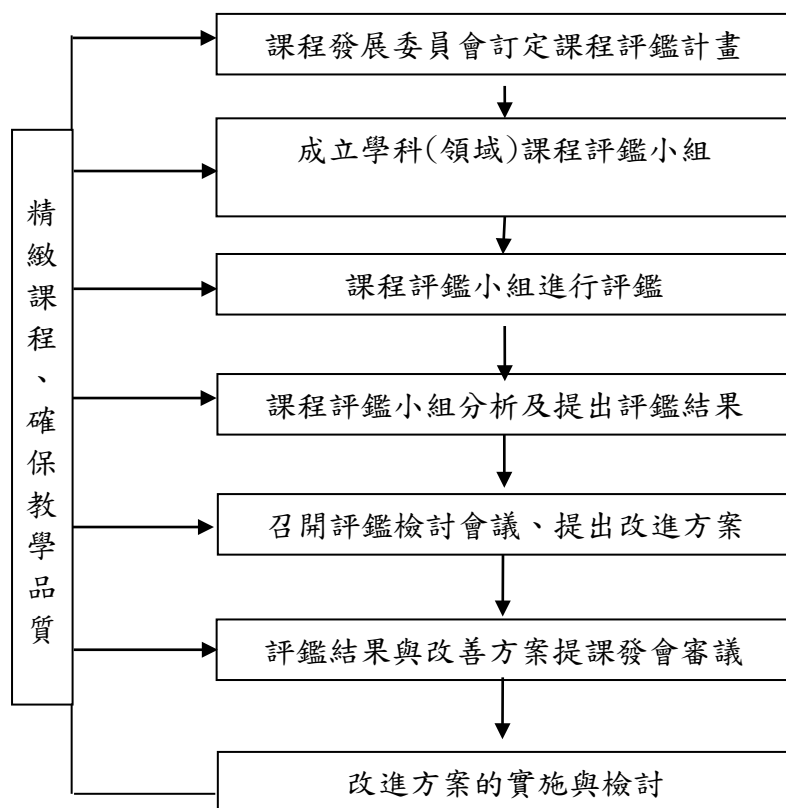 精緻課程、確保教學品質
課程發展委員會訂定課程評鑑計畫
成立學科(領域)課程評鑑小組
課程評鑑小組進行評鑑
課程評鑑小組分析及提出評鑑結果
召開評鑑檢討會議、提出改進方案
評鑑結果與改善方案提課發會審議
改進方案的實施與檢討